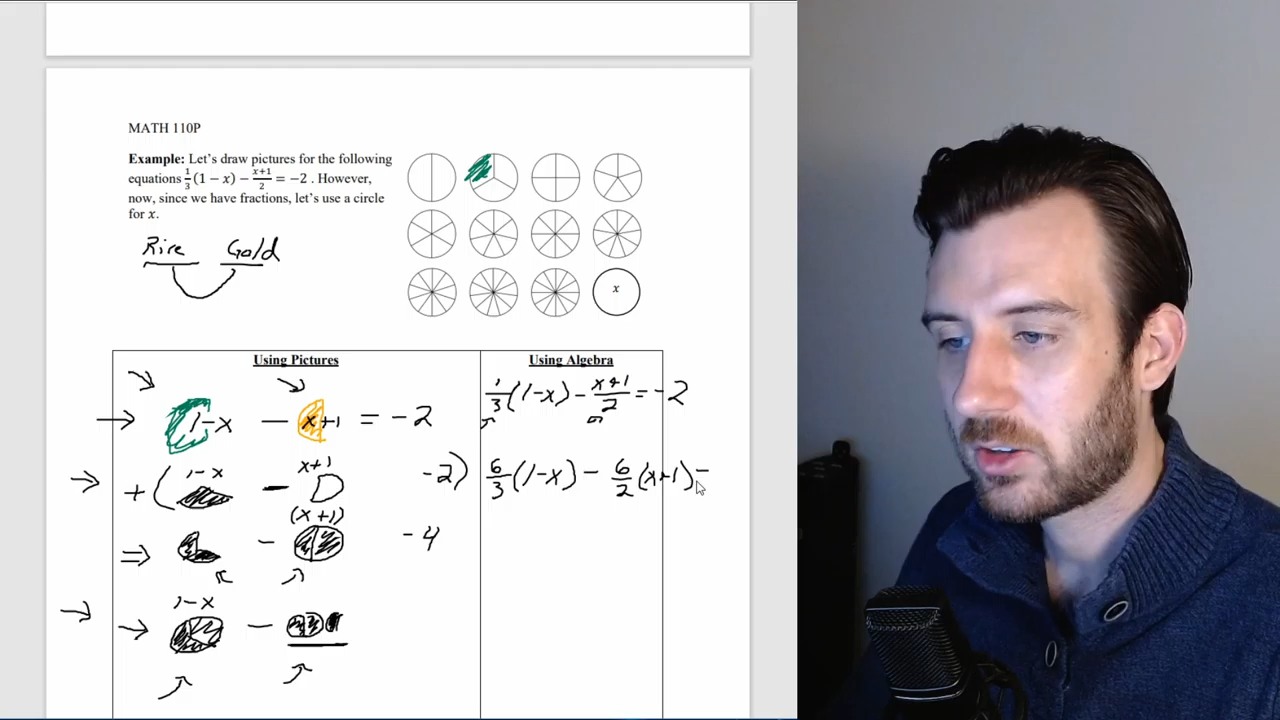 MATH 110P
Example: Let's draw pictures for the following
equations 1/3(1 − x) − x+1/2 = −2 . However,
now, since we have fractions, let's use a circle
for x.
Rire Gold
x
Using Pictures
Using Algebra
1-x − x+1 = -2
1/3(1-x) - x+1/2 = -2
1-x x+1
+( − -2)
6/3(1-x) - 6/2(x+1) -
(x+1)
− -4
1-x
−